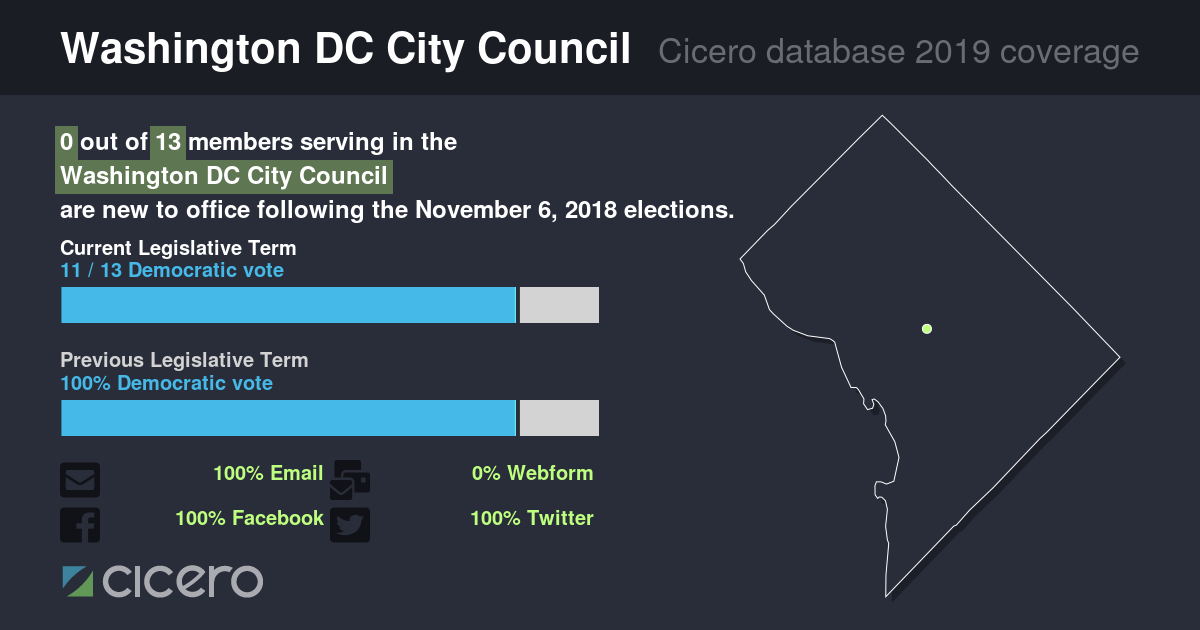 Washington DC City Council Cicero database 2019 coverage
0 out of 13 members serving in the
Washington DC City Council
are new to office following the November 6, 2018 elections.
Current Legislative Term
11 / 13 Democratic vote
Previous Legislative Term
100% Democratic vote
100% Email 0% Webform
100% Facebook 100% Twitter
cicero